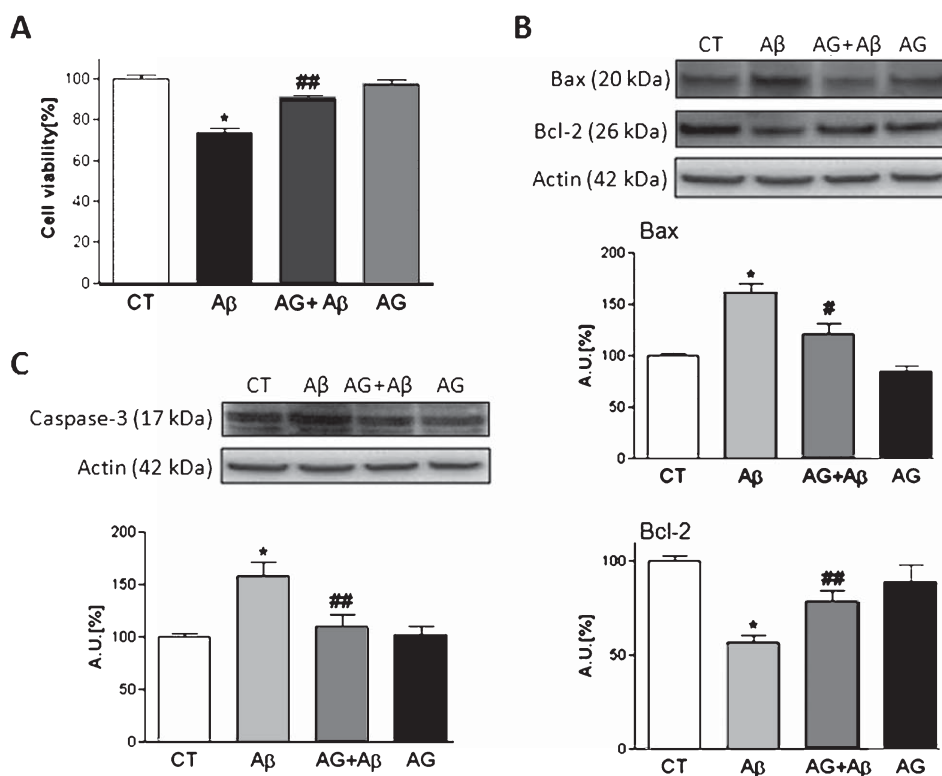 A
Cell viability[%]
100
80
60
40
20
0
*
##
CT Aβ AG+ Aβ AG
B
CT Aβ AG+Aβ AG
Bax (20 kDa)
Bcl-2 (26 kDa)
Actin (42 kDa)
Bax
A.U.[%]
200
150
100
50
0
*
#
CT Aβ AG+Aβ AG
C
CT Aβ AG+Aβ AG
Caspase-3 (17 kDa)
Actin (42 kDa)
A.U.[%]
200
150
100
50
0
*
##
CT Aβ AG+Aβ AG
Bcl-2
A.U.[%]
100
50
0
*
##
CT Aβ AG+Aβ AG